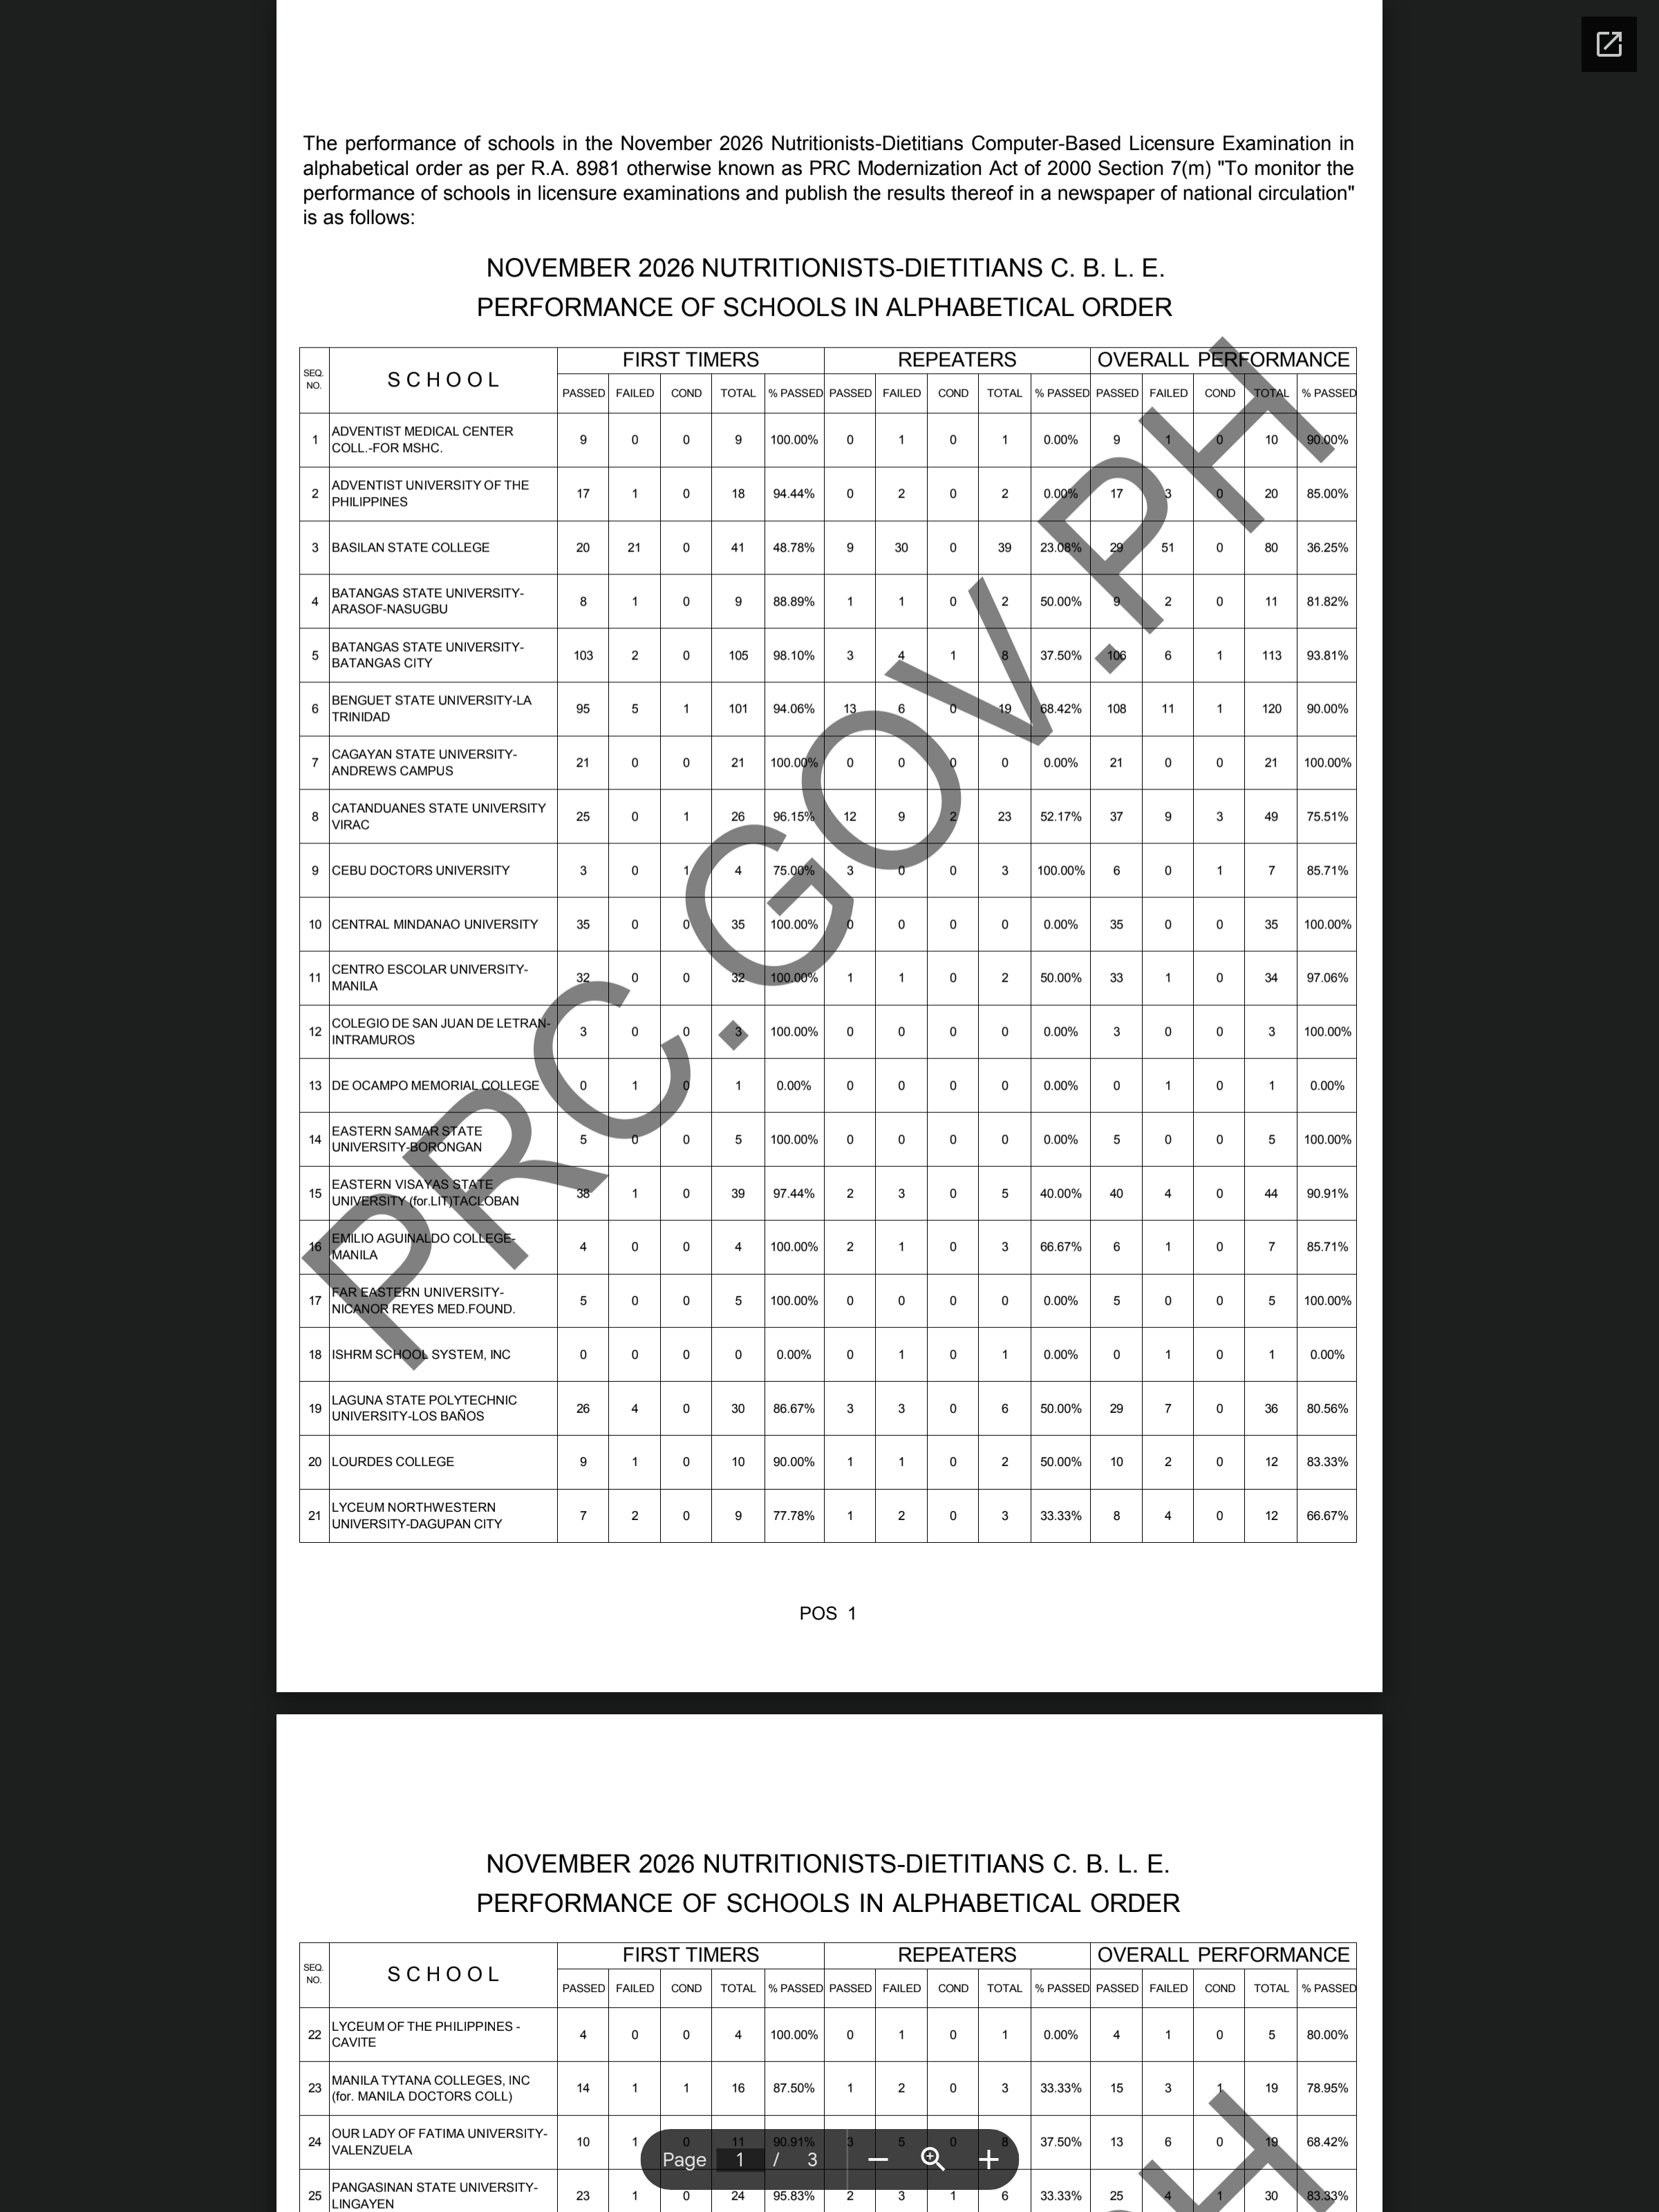 The performance of schools in the November 2026 Nutritionists-Dietitians Computer-Based Licensure Examination in
alphabetical order as per R.A. 8981 otherwise known as PRC Modernization Act of 2000 Section 7(m) "To monitor the
performance of schools in licensure examinations and publish the results thereof in a newspaper of national circulation"
is as follows:
NOVEMBER 2026 NUTRITIONISTS-DIETITIANS C. B. L. E.
PERFORMANCE OF SCHOOLS IN ALPHABETICAL ORDER
SEQ. NO. SCHOOL FIRST TIMERS REPEATERS OVERALL PERFORMANCE
PASSED FAILED COND TOTAL % PASSED PASSED FAILED COND TOTAL % PASSED PASSED FAILED COND TOTAL % PASSED
1 ADVENTIST MEDICAL CENTER COLL.-FOR MSHC. 9 0 0 9 100.00% 0 1 0 1 0.00% 9 1 0 10 90.00%
2 ADVENTIST UNIVERSITY OF THE PHILIPPINES 17 1 0 18 94.44% 0 2 0 2 0.00% 17 3 0 20 85.00%
3 BASILAN STATE COLLEGE 20 21 0 41 48.78% 9 30 0 39 23.08% 29 51 0 80 36.25%
4 BATANGAS STATE UNIVERSITY-ARASOF-NASUGBU 8 1 0 9 88.89% 1 1 0 2 50.00% 9 2 0 11 81.82%
5 BATANGAS STATE UNIVERSITY-BATANGAS CITY 103 2 0 105 98.10% 3 4 1 8 37.50% 106 6 1 113 93.81%
6 BENGUET STATE UNIVERSITY-LA TRINIDAD 95 5 1 101 94.06% 13 6 0 19 68.42% 108 11 1 120 90.00%
7 CAGAYAN STATE UNIVERSITY-ANDREWS CAMPUS 21 0 0 21 100.00% 0 0 0 0 0.00% 21 0 0 21 100.00%
8 CATANDUANES STATE UNIVERSITY VIRAC 25 0 1 26 96.15% 12 9 2 23 52.17% 37 9 3 49 75.51%
9 CEBU DOCTORS UNIVERSITY 3 0 1 4 75.00% 3 0 0 3 100.00% 6 0 1 7 85.71%
10 CENTRAL MINDANAO UNIVERSITY 35 0 0 35 100.00% 0 0 0 0 0.00% 35 0 0 35 100.00%
11 CENTRO ESCOLAR UNIVERSITY-MANILA 32 0 0 32 100.00% 1 1 0 2 50.00% 33 1 0 34 97.06%
12 COLEGIO DE SAN JUAN DE LETRAN-INTRAMUROS 3 0 0 3 100.00% 0 0 0 0 0.00% 3 0 0 3 100.00%
13 DE OCAMPO MEMORIAL COLLEGE 0 1 0 1 0.00% 0 0 0 0 0.00% 0 1 0 1 0.00%
14 EASTERN SAMAR STATE UNIVERSITY-BORONGAN 5 0 0 5 100.00% 0 0 0 0 0.00% 5 0 0 5 100.00%
15 EASTERN VISAYAS STATE UNIVERSITY (for.LIT)TACLOBAN 38 1 0 39 97.44% 2 3 0 5 40.00% 40 4 0 44 90.91%
16 EMILIO AGUINALDO COLLEGE-MANILA 4 0 0 4 100.00% 2 1 0 3 66.67% 6 1 0 7 85.71%
17 FAR EASTERN UNIVERSITY-NICANOR REYES MED.FOUND. 5 0 0 5 100.00% 0 0 0 0 0.00% 5 0 0 5 100.00%
18 ISHRM SCHOOL SYSTEM, INC 0 0 0 0 0.00% 0 1 0 1 0.00% 0 1 0 1 0.00%
19 LAGUNA STATE POLYTECHNIC UNIVERSITY-LOS BAÑOS 26 4 0 30 86.67% 3 3 0 6 50.00% 29 7 0 36 80.56%
20 LOURDES COLLEGE 9 1 0 10 90.00% 1 1 0 2 50.00% 10 2 0 12 83.33%
21 LYCEUM NORTHWESTERN UNIVERSITY-DAGUPAN CITY 7 2 0 9 77.78% 1 2 0 3 33.33% 8 4 0 12 66.67%
PRC.GOV.PH
POS 1
NOVEMBER 2026 NUTRITIONISTS-DIETITIANS C. B. L. E.
PERFORMANCE OF SCHOOLS IN ALPHABETICAL ORDER
SEQ. NO. SCHOOL FIRST TIMERS REPEATERS OVERALL PERFORMANCE
PASSED FAILED COND TOTAL % PASSED PASSED FAILED COND TOTAL % PASSED PASSED FAILED COND TOTAL % PASSED
22 LYCEUM OF THE PHILIPPINES - CAVITE 4 0 0 4 100.00% 0 1 0 1 0.00% 4 1 0 5 80.00%
23 MANILA TYTANA COLLEGES, INC (for. MANILA DOCTORS COLL) 14 1 1 16 87.50% 1 2 0 3 33.33% 15 3 1 19 78.95%
24 OUR LADY OF FATIMA UNIVERSITY-VALENZUELA 10 1 0 11 90.91% 3 5 0 8 37.50% 13 6 0 19 68.42%
25 PANGASINAN STATE UNIVERSITY-LINGAYEN 23 1 0 24 95.83% 2 3 1 6 33.33% 25 4 1 30 83.33%
Page 1 / 3